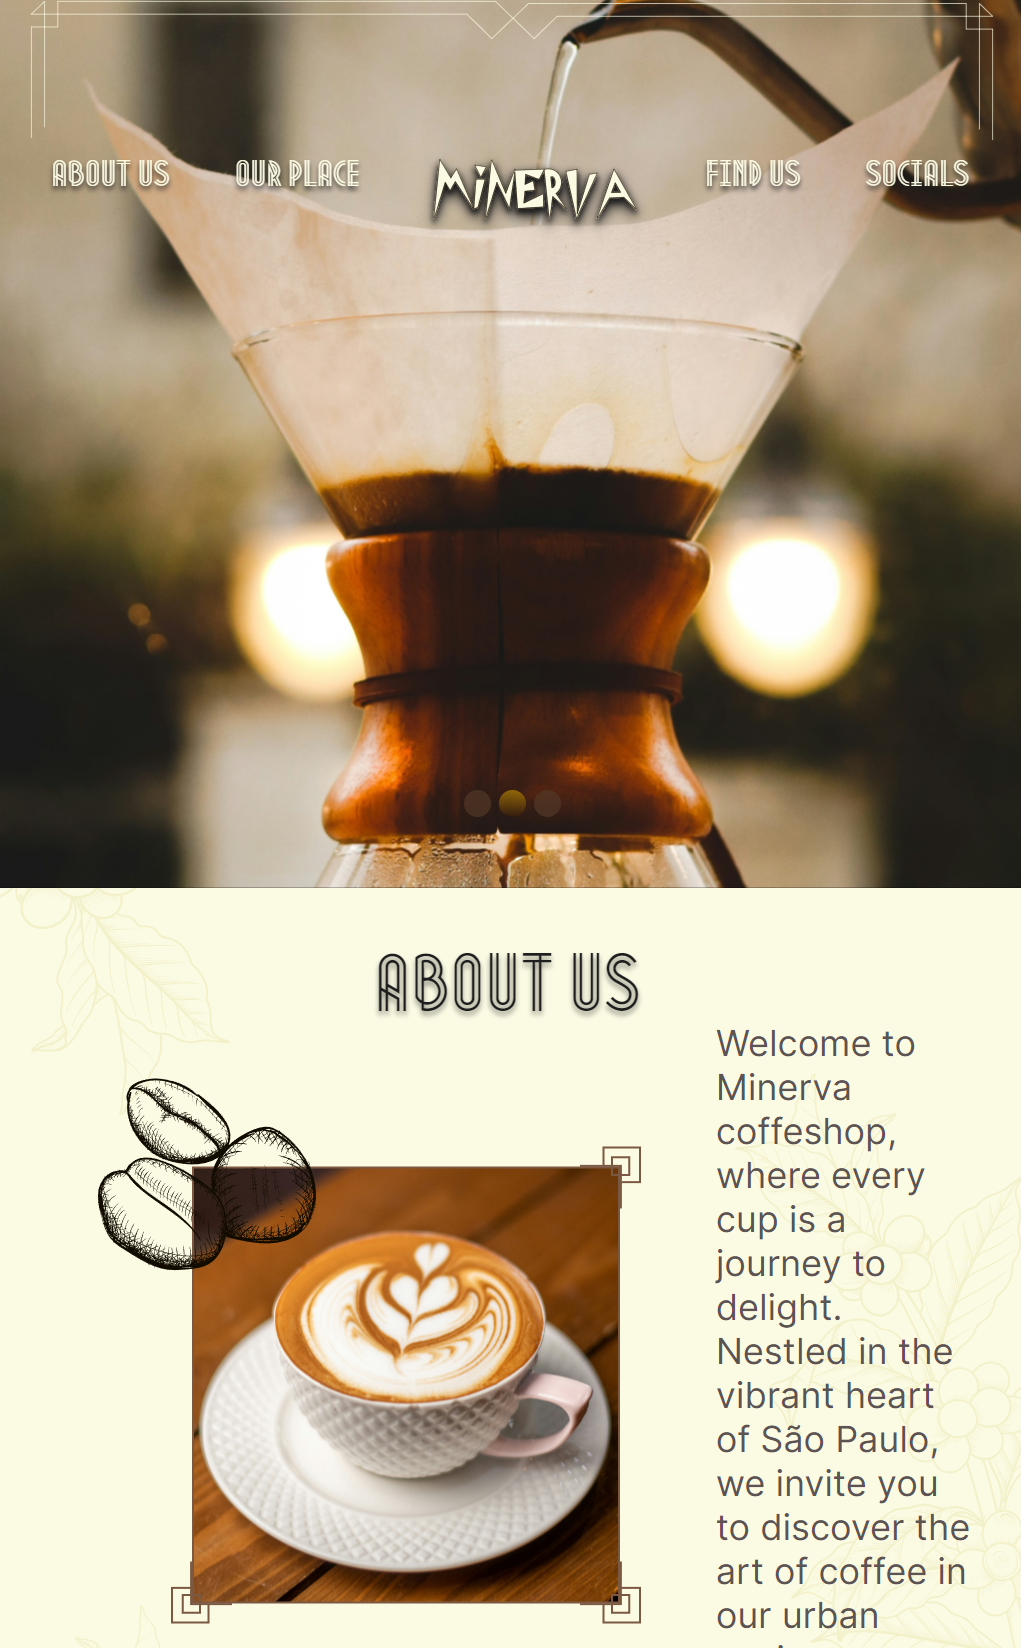 ABOUT US OUR PLACE MINERVA FIND US SOCIALS
ABOUT US
Welcome to
Minerva
coffeshop,
where every
cup is a
journey to
delight.
Nestled in the
vibrant heart
of São Paulo,
we invite you
to discover the
art of coffee in
our urban